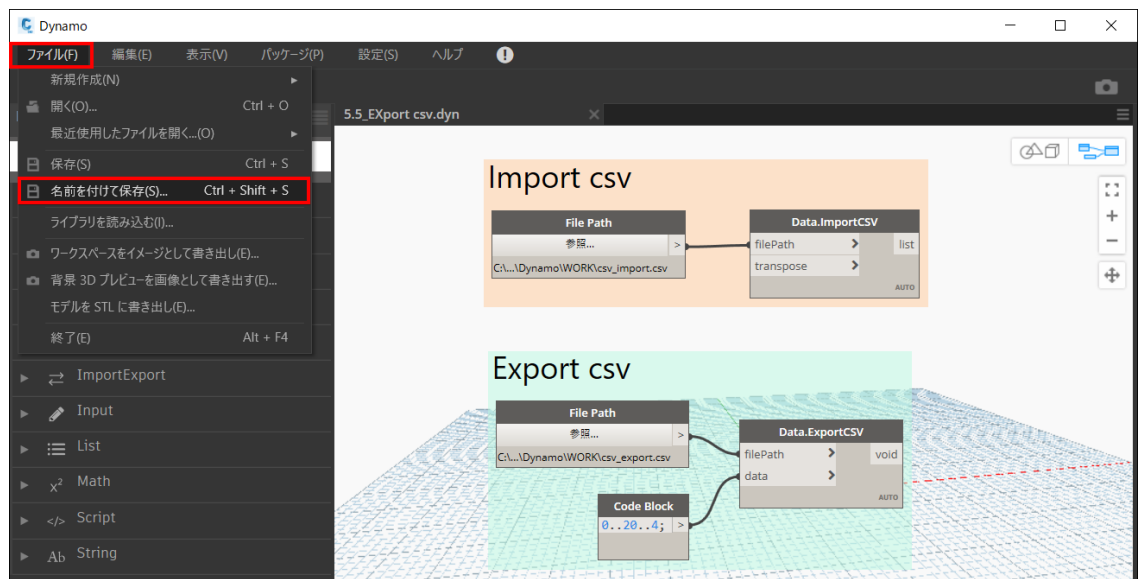 Dynamo
ファイル(F) 編集(E) 表示(V) パッケージ(P) 設定(S) ヘルプ
新規作成(N)
開く(O)... Ctrl + O
最近使用したファイルを開く...(O)
保存(S) Ctrl + S
名前を付けて保存(S)... Ctrl + Shift + S
ライブラリを読み込む(I)...
ワークスペースをイメージとして書き出し(E)...
背景 3D プレビューを画像として書き出す(E)...
モデルを STL に書き出し(E)...
終了(E) Alt + F4
ImportExport
Input
List
Math
Script
String
5.5_EXport csv.dyn
Import csv
File Path
参照... >
C:\...\Dynamo\WORK\csv_import.csv
Data.ImportCSV
filePath > list
transpose >
AUTO
Export csv
File Path
参照... >
C:\...\Dynamo\WORK\csv_export.csv
Data.ExportCSV
filePath > void
data >
AUTO
Code Block
0..20..4; >